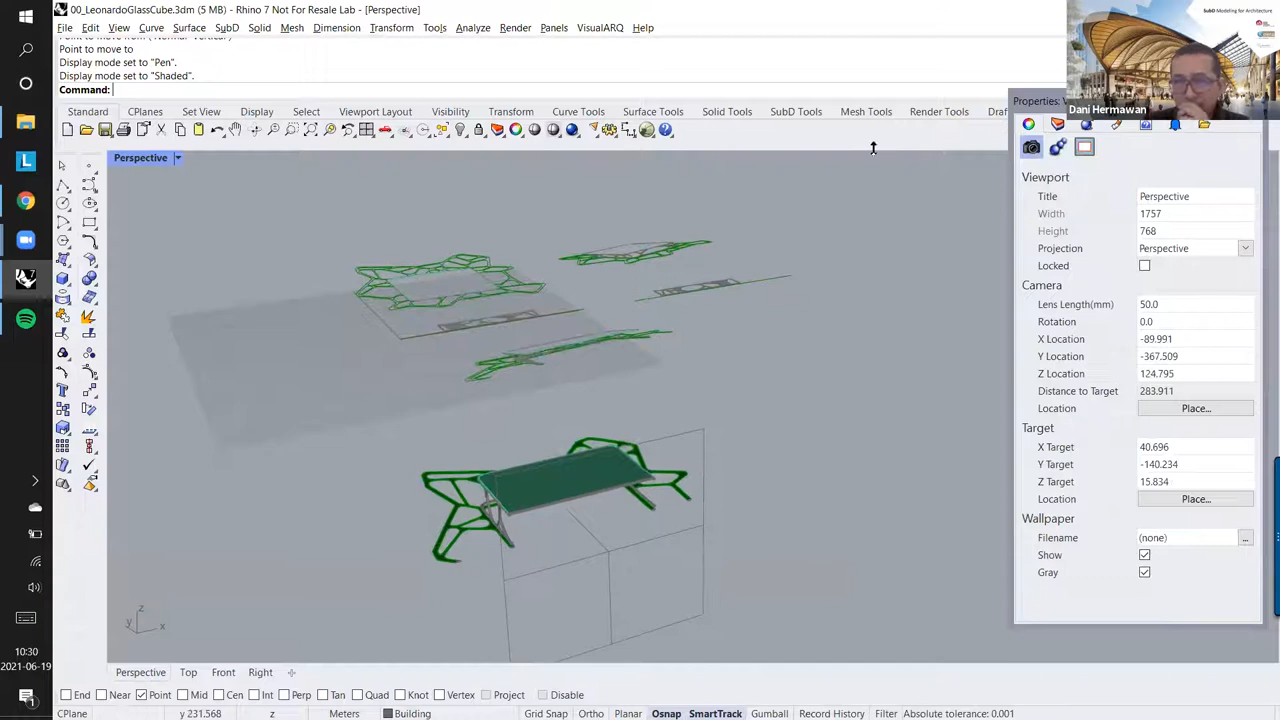 00_LeonardoGlassCube.3dm (5 MB) - Rhino 7 Not For Resale Lab - [Perspective]
File Edit View Curve Surface SubD Solid Mesh Dimension Transform Tools Analyze Render Panels VisualARQ Help
Point to move to
Display mode set to "Pen".
Display mode set to "Shaded".
Command:
Standard CPlanes Set View Display Select Viewport Layout Visibility Transform Curve Tools Surface Tools Solid Tools SubD Tools Mesh Tools Render Tools Draf
Perspective
SubD Modeling for Architecture
Dani Hermawan
Properties: V
Viewport
Title Perspective
Width 1757
Height 768
Projection Perspective
Locked
Camera
Lens Length(mm) 50.0
Rotation 0.0
X Location -89.991
Y Location -367.509
Z Location 124.795
Distance to Target 283.911
Location Place...
Target
X Target 40.696
Y Target -140.234
Z Target 15.834
Location Place...
Wallpaper
Filename (none) ...
Show
Gray
z
y x
L
10:30
2021-06-19
1
Perspective Top Front Right
End Near Point Mid Cen Int Perp Tan Quad Knot Vertex Project Disable
CPlane y 231.568 z Meters Building Grid Snap Ortho Planar Osnap SmartTrack Gumball Record History Filter Absolute tolerance: 0.001